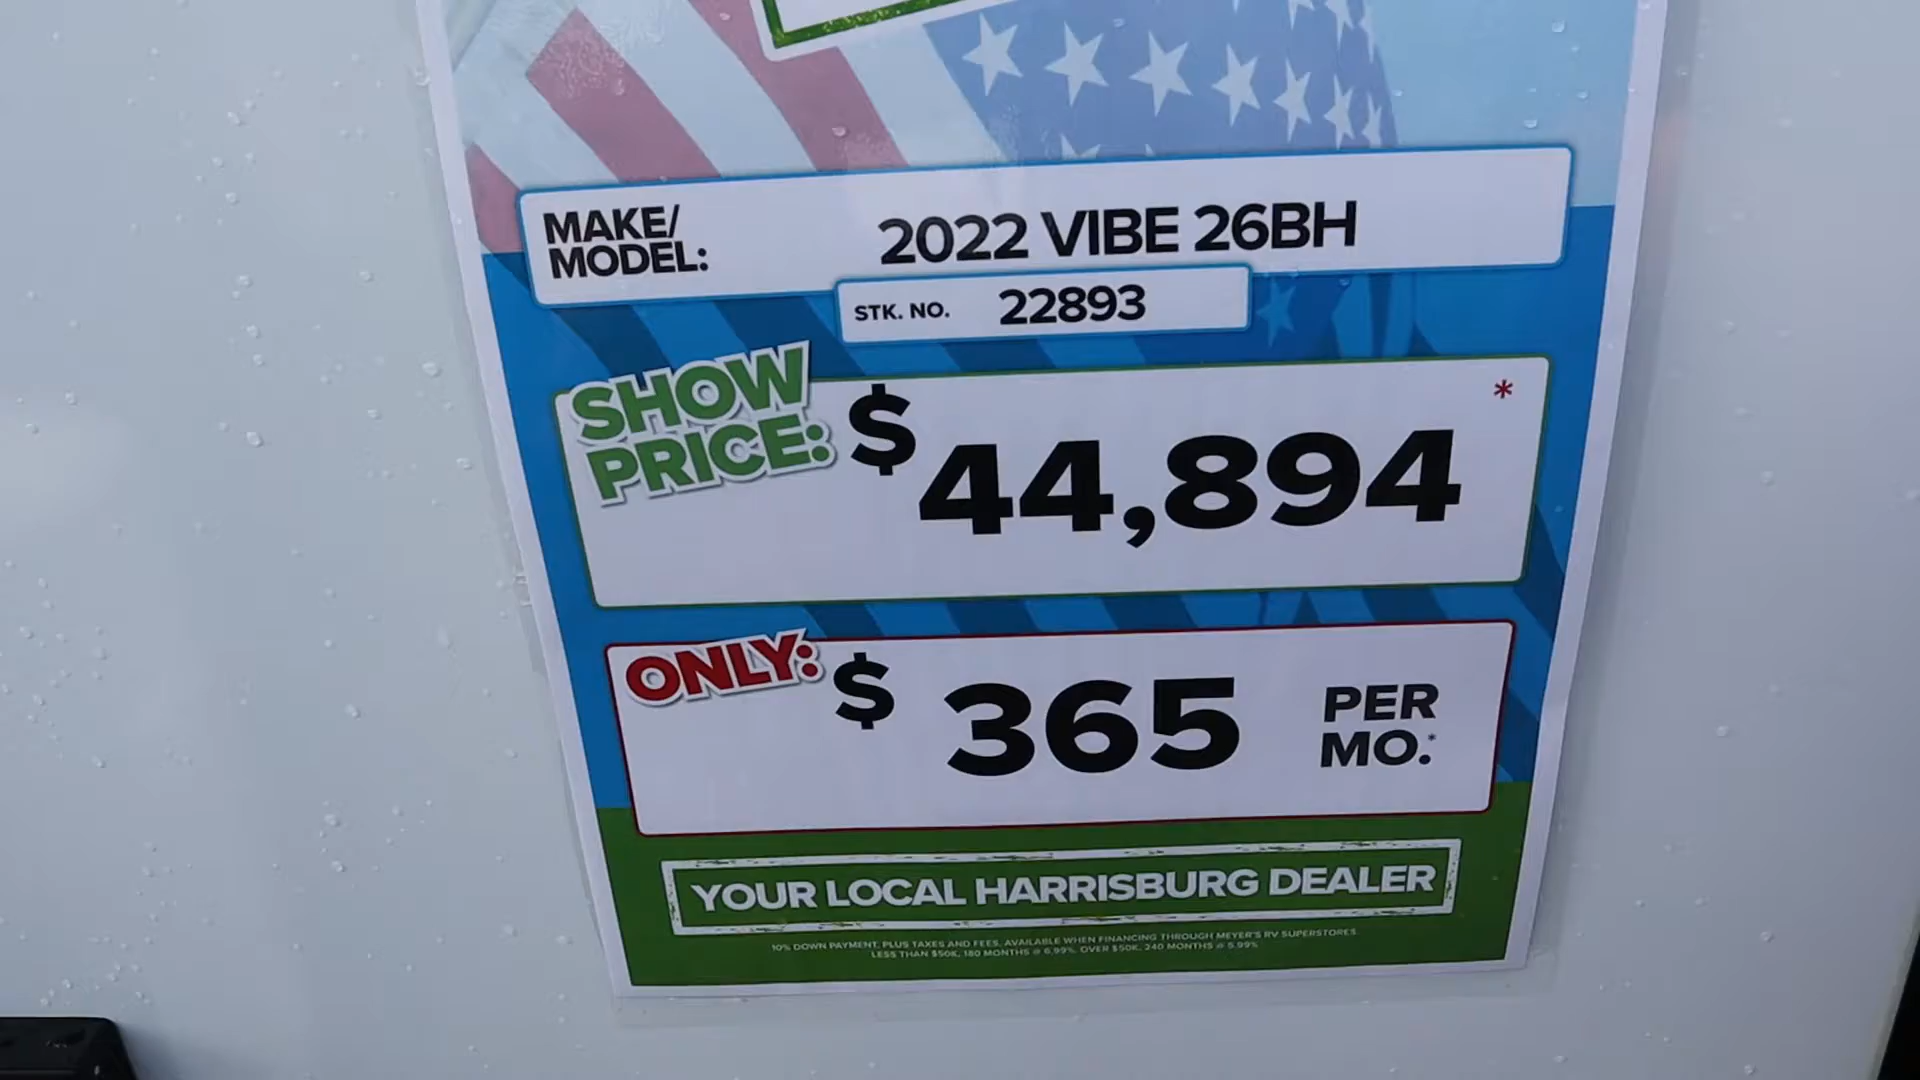 MAKE/
MODEL:
2022 VIBE 26BH
STK. NO. 22893
SHOW
PRICE:
$44,894*
ONLY:
$365
PER
MO.*
YOUR LOCAL HARRISBURG DEALER
10% DOWN PAYMENT, PLUS TAXES AND FEES. AVAILABLE WHEN FINANCING THROUGH MEYER'S RV SUPERSTORES.
LESS THAN $50K, 180 MONTHS @ 6.99%. OVER $50K, 240 MONTHS @ 5.99%